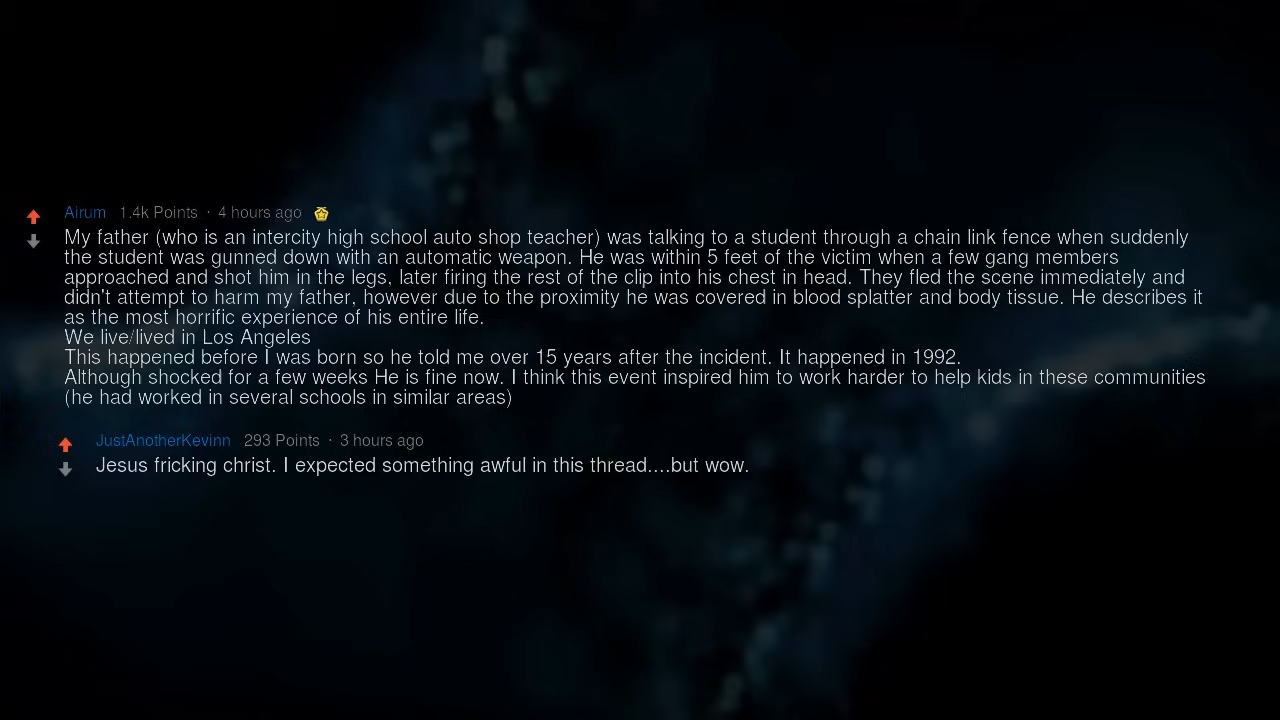 Airum 1.4k Points · 4 hours ago
My father (who is an intercity high school auto shop teacher) was talking to a student through a chain link fence when suddenly
the student was gunned down with an automatic weapon. He was within 5 feet of the victim when a few gang members
approached and shot him in the legs, later firing the rest of the clip into his chest in head. They fled the scene immediately and
didn't attempt to harm my father, however due to the proximity he was covered in blood splatter and body tissue. He describes it
as the most horrific experience of his entire life.
We live/lived in Los Angeles
This happened before I was born so he told me over 15 years after the incident. It happened in 1992.
Although shocked for a few weeks He is fine now. I think this event inspired him to work harder to help kids in these communities
(he had worked in several schools in similar areas)
JustAnotherKevinn 293 Points · 3 hours ago
Jesus fricking christ. I expected something awful in this thread....but wow.